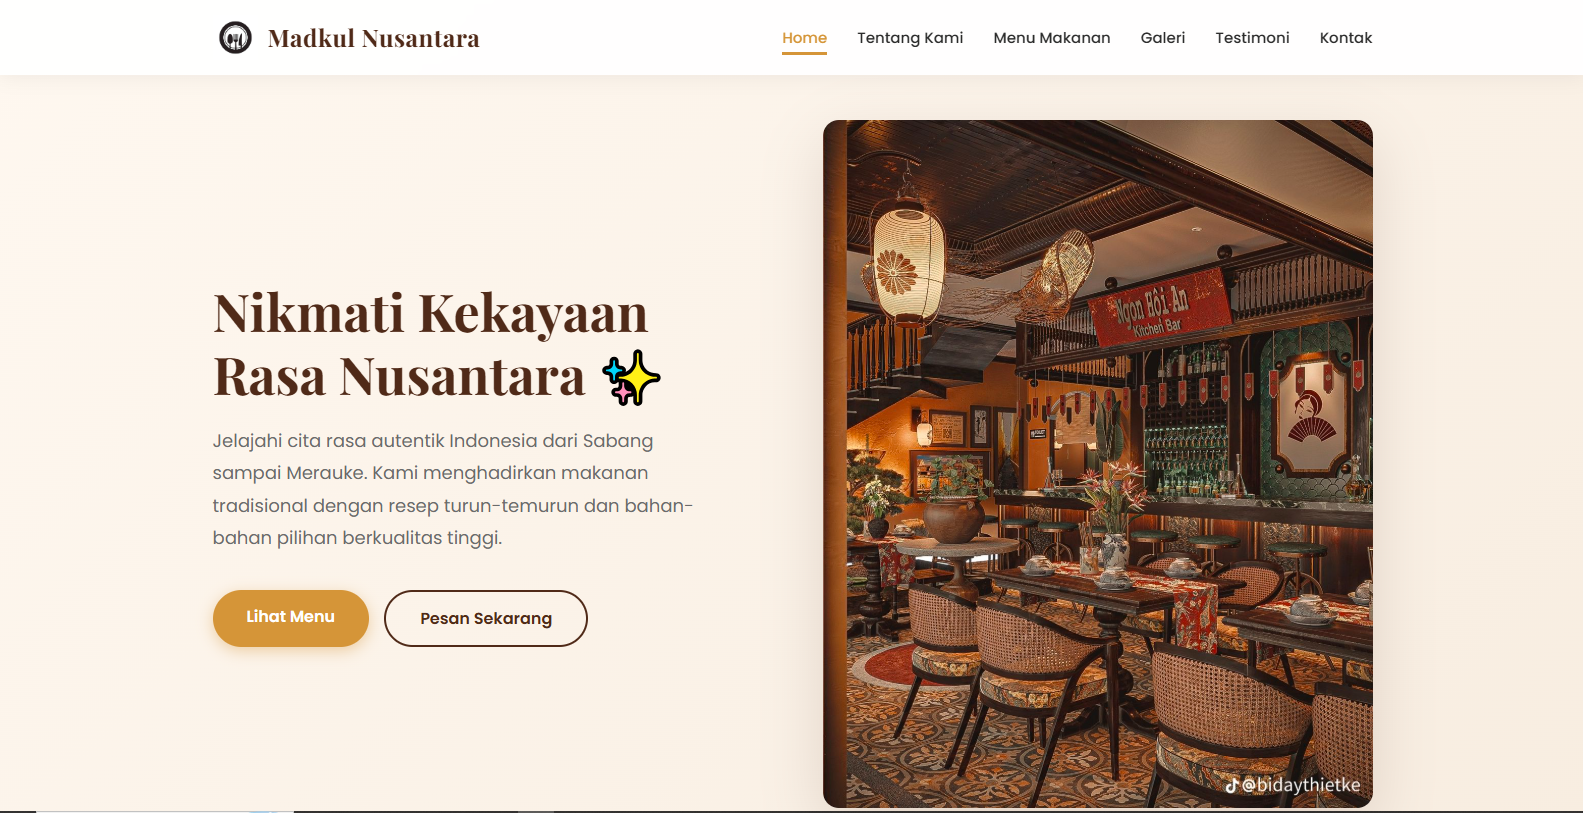 Madkul Nusantara
Home Tentang Kami Menu Makanan Galeri Testimoni Kontak
Nikmati Kekayaan
Rasa Nusantara ✨
Jelajahi cita rasa autentik Indonesia dari Sabang
sampai Merauke. Kami menghadirkan makanan
tradisional dengan resep turun-temurun dan bahan-
bahan pilihan berkualitas tinggi.
Lihat Menu
Pesan Sekarang
Ngon Hội An
Kitchen Bar
@bidaythietke